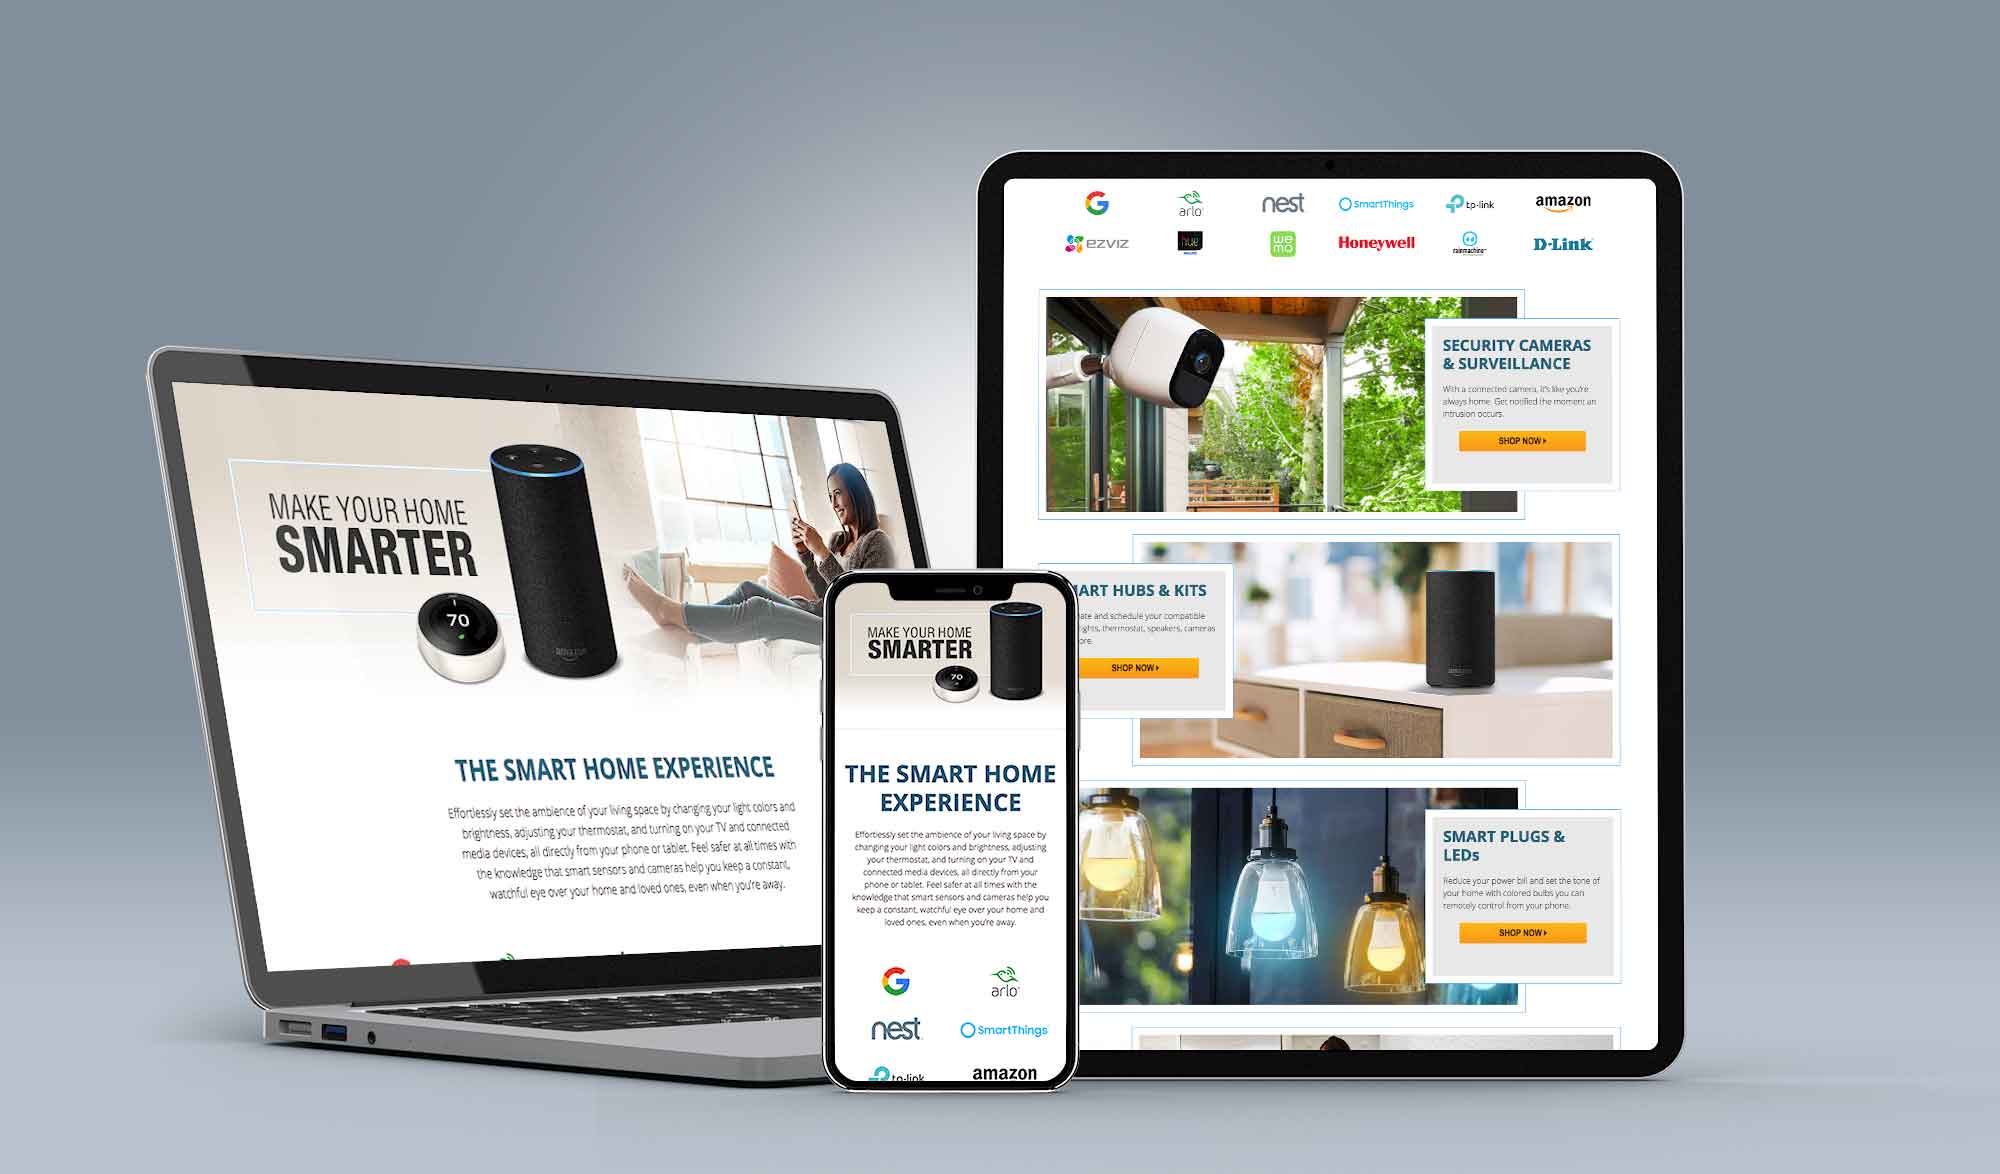 MAKE YOUR HOME
SMARTER
70
amazon
THE SMART HOME EXPERIENCE
Effortlessly set the ambience of your living space by changing your light colors and
brightness, adjusting your thermostat, and turning on your TV and connected
media devices, all directly from your phone or tablet. Feel safer at all times with
the knowledge that smart sensors and cameras help you keep a constant,
watchful eye over your home and loved ones, even when you're away.
MAKE YOUR HOME
SMARTER
70
THE SMART HOME
EXPERIENCE
Effortlessly set the ambience of your living space by
changing your light colors and brightness, adjusting
your thermostat, and turning on your TV and
connected media devices, all directly from your
phone or tablet. Feel safer at all times with the
knowledge that smart sensors and cameras help you
keep a constant, watchful eye over your home and
loved ones, even when you're away.
G arlo
nest SmartThings
tp-link amazon
G arlo nest SmartThings tp-link amazon
ezviz hue wemo Honeywell rainmachine D-Link
SECURITY CAMERAS
& SURVEILLANCE
With a connected camera, it's like you're
always home. Get notified the moment an
intrusion occurs.
SHOP NOW
ART HUBS & KITS
ate and schedule your compatible
lights, thermostat, speakers, cameras
ore.
SHOP NOW
amazon
SMART PLUGS &
LEDs
Reduce your power bill and set the tone of
your home with colored bulbs you can
remotely control from your phone.
SHOP NOW